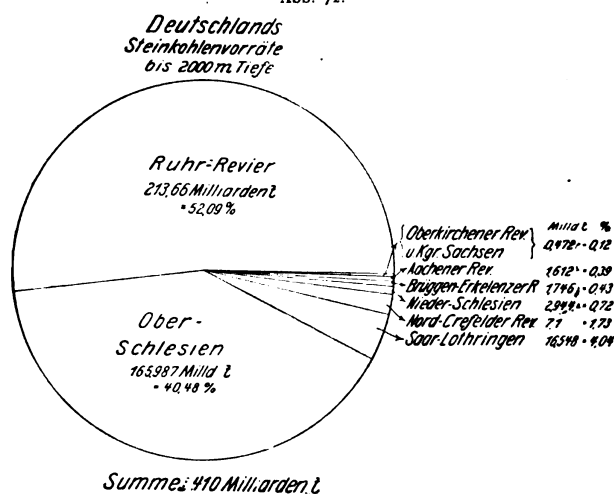 Abb. 72.
Deutschlands
Steinkohlenvorräte
bis 2000 m. Tiefe
Ruhr-Revier
213,66 Milliarden t
= 52,09 %
Milld t %
Oberkirchener Rev.
u. Kgr. Sachsen 0,472 = 0,12
Aachener Rev. 1,612 = 0,39
Brüggen-Erkelenzer R 1,746 = 0,43
Nieder-Schlesien 2,944 = 0,72
Nord-Crefelder Rev. 7,1 = 1,73
Saar-Lothringen 16,548 = 4,04
Ober-
Schlesien
165,987 Milld t
= 40,48 %
Summe: 410 Milliarden t